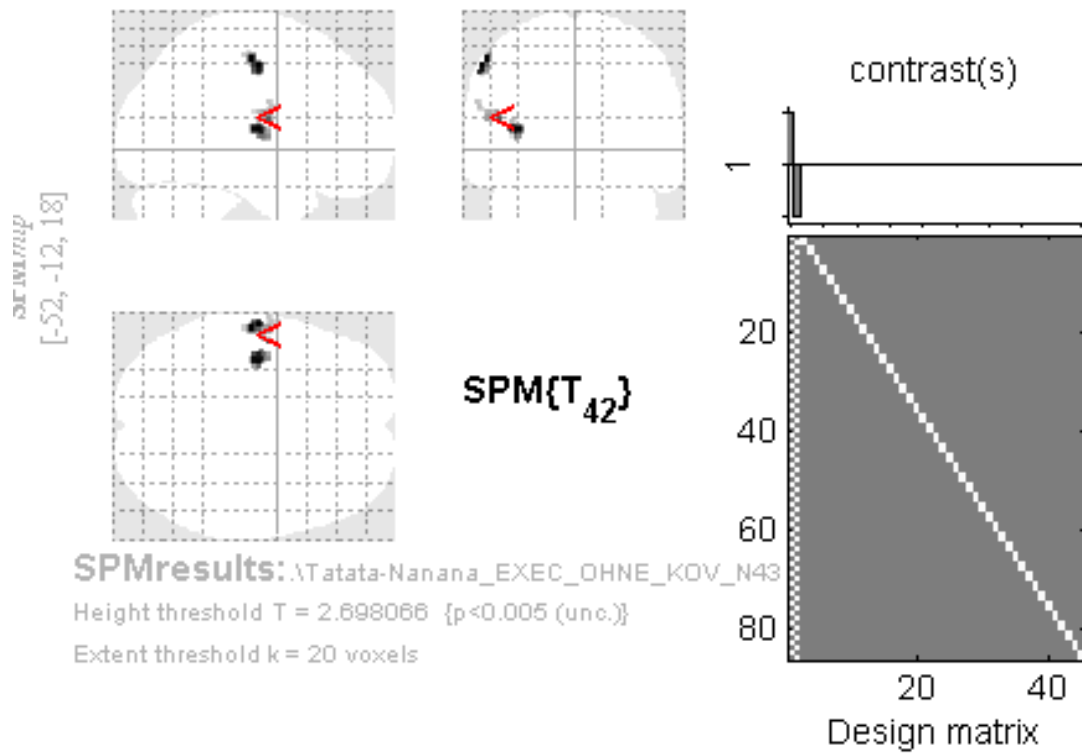 contrast(s)
1
SPMmip
[-52, -12, 18]
SPM{T42}
SPMresults: .\Tatata-Nanana_EXEC_OHNE_KOV_N43
Height threshold T = 2.698066 {p<0.005 (unc.)}
Extent threshold k = 20 voxels
20
40
60
80
20 40
Design matrix